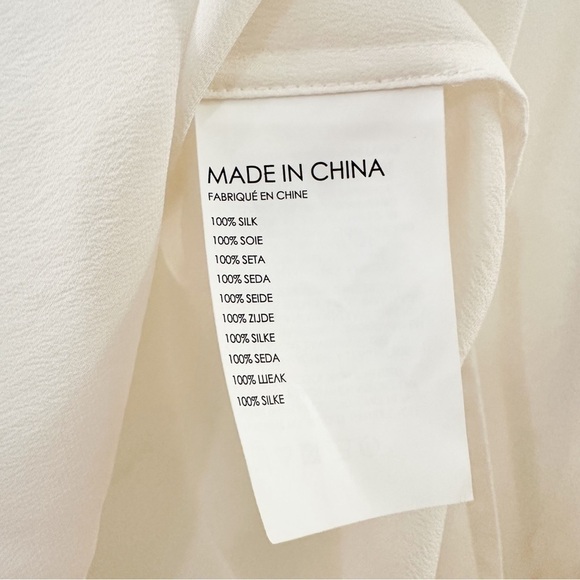 MADE IN CHINA
FABRIQUÉ EN CHINE
100% SILK
100% SOIE
100% SETA
100% SEDA
100% SEIDE
100% ZIJDE
100% SILKE
100% SEDA
100% ШЕЛК
100% SILKE